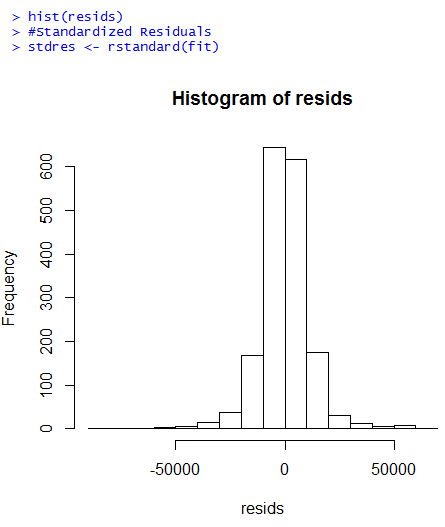 > hist(resids)
> #Standardized Residuals
> stdres <- rstandard(fit)
Histogram of resids
Frequency
600
500
400
300
200
100
0
-50000 0 50000
resids